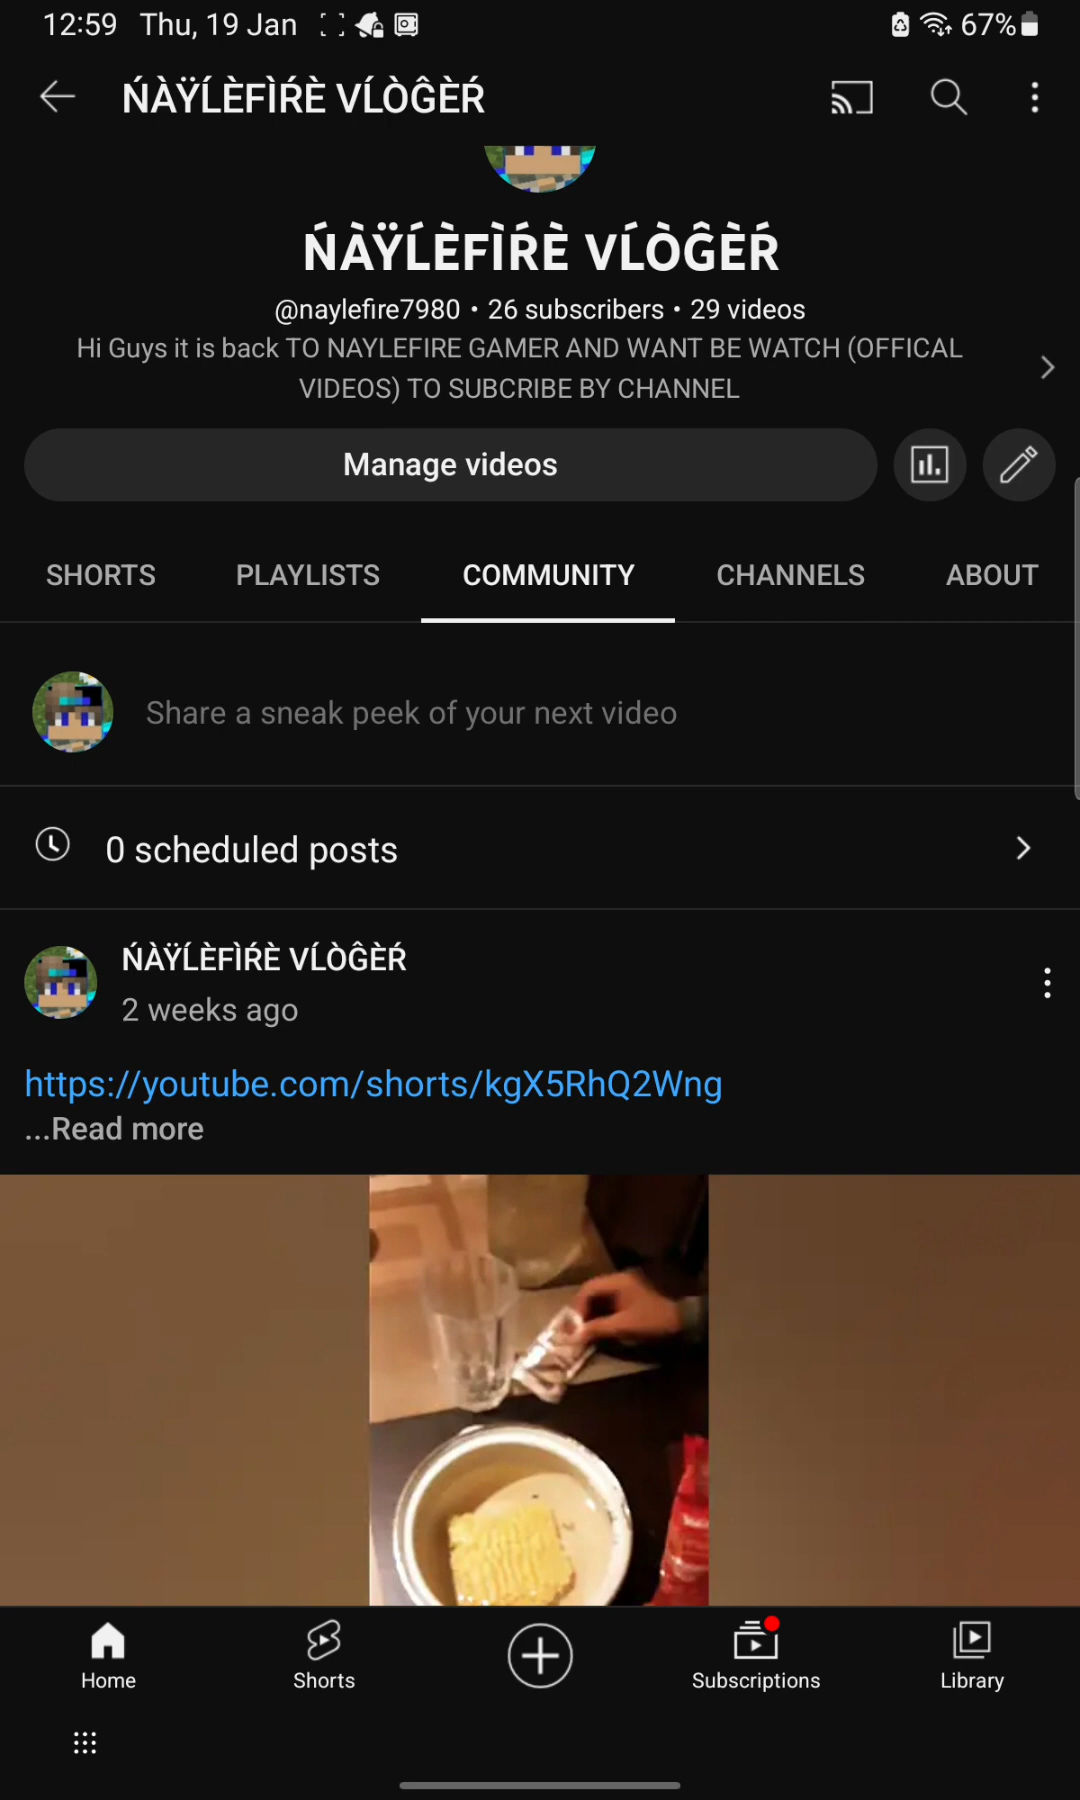 12:59 Thu, 19 Jan 67%
ŃÀŸĹÈFÌŔÈ VĹÒĜÈŔ
ŃÀŸĹÈFÌŔÈ VĹÒĜÈŔ
@naylefire7980 • 26 subscribers • 29 videos
Hi Guys it is back TO NAYLEFIRE GAMER AND WANT BE WATCH (OFFICAL
VIDEOS) TO SUBCRIBE BY CHANNEL
Manage videos
SHORTS PLAYLISTS COMMUNITY CHANNELS ABOUT
Share a sneak peek of your next video
0 scheduled posts
ŃÀŸĹÈFÌŔÈ VĹÒĜÈŔ
2 weeks ago
https://youtube.com/shorts/kgX5RhQ2Wng
...Read more
Home Shorts Subscriptions Library